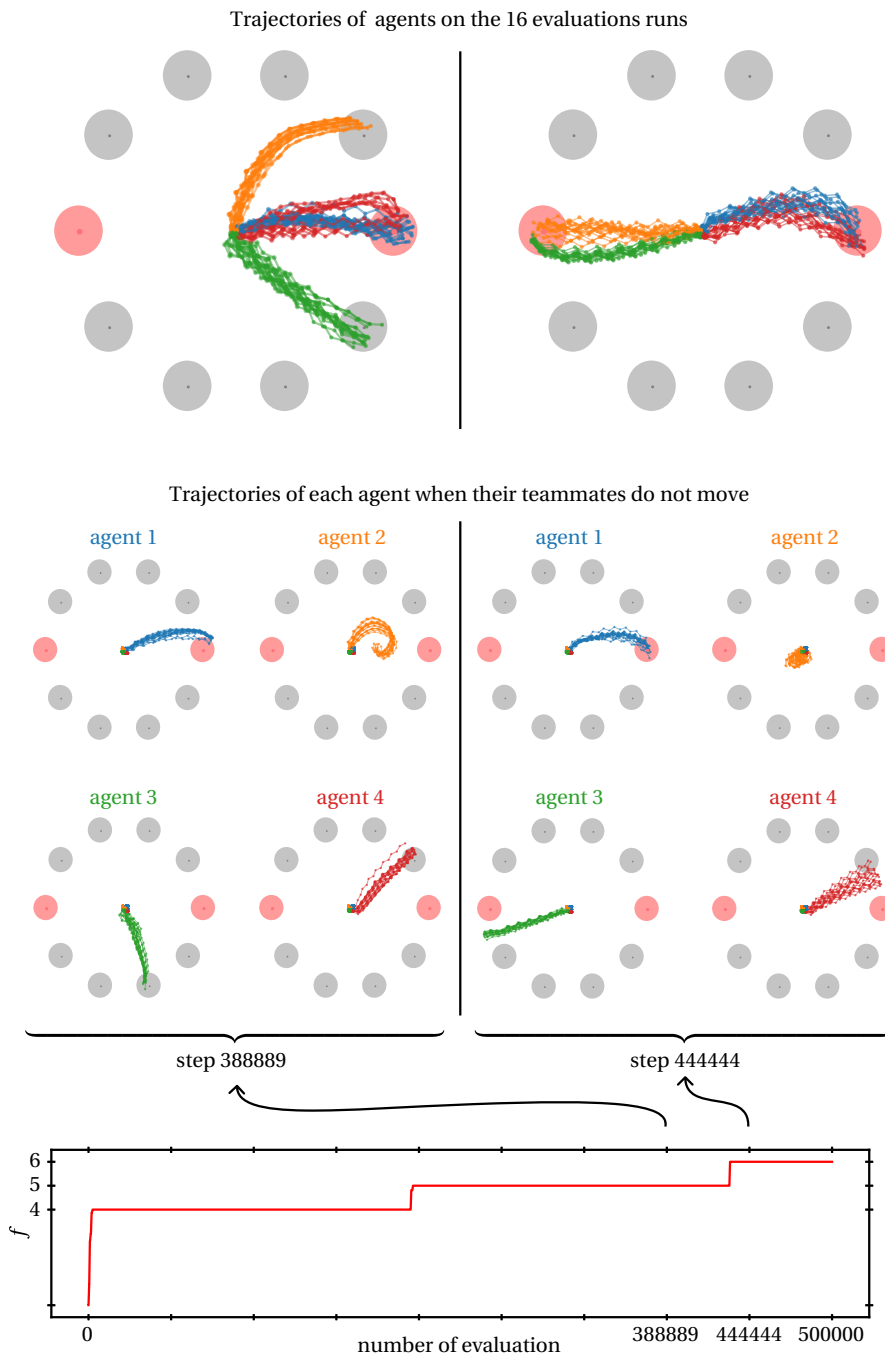 Trajectories of agents on the 16 evaluations runs
Trajectories of each agent when their teammates do not move
agent 1
agent 2
agent 1
agent 2
agent 3
agent 4
agent 3
agent 4
step 388889
step 444444
6
5
4
f
0
388889
444444
500000
number of evaluation